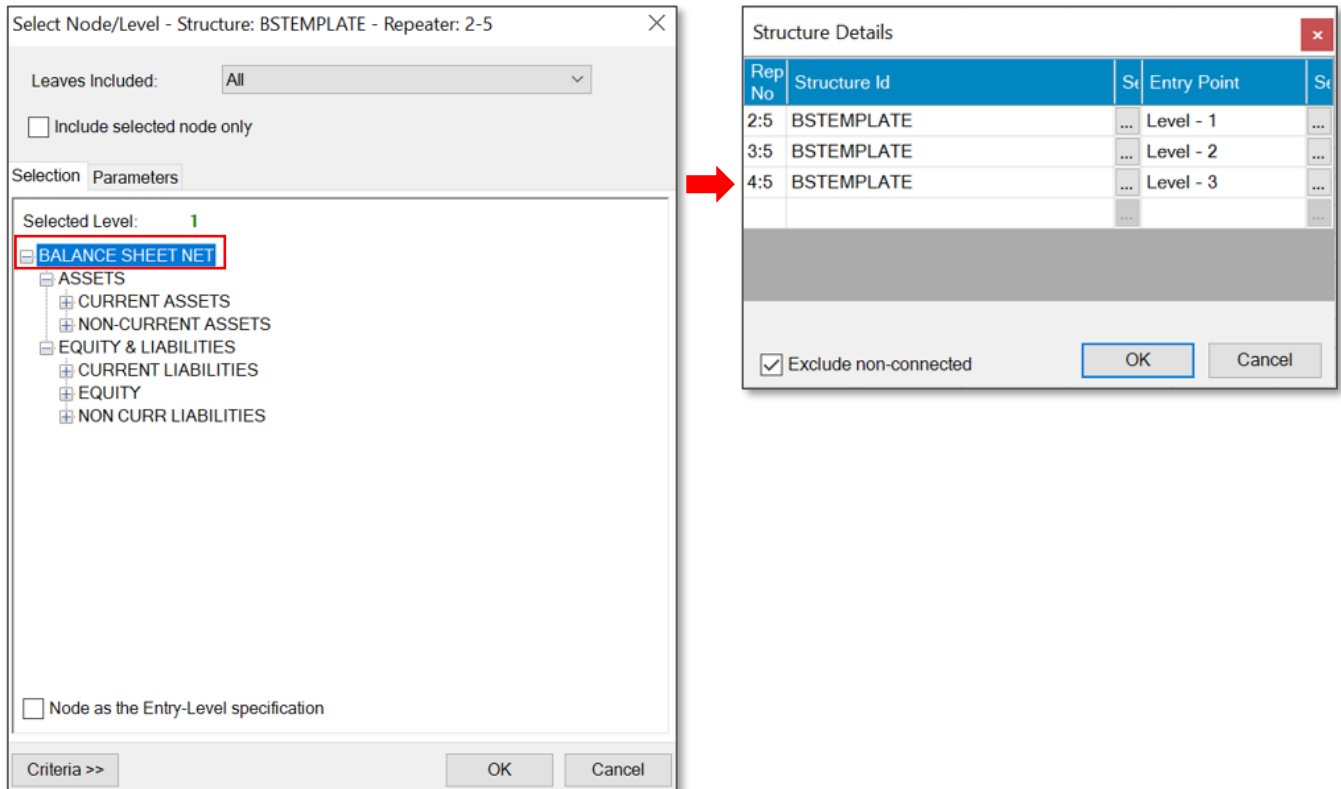 Select Node/Level - Structure: BSTEMPLATE - Repeater: 2-5
Leaves Included: All
Include selected node only
Selection Parameters
Selected Level: 1
BALANCE SHEET NET
ASSETS
CURRENT ASSETS
NON-CURRENT ASSETS
EQUITY & LIABILITIES
CURRENT LIABILITIES
EQUITY
NON CURR LIABILITIES
Node as the Entry-Level specification
Criteria >> OK Cancel
Structure Details
Rep No Structure Id Se Entry Point Se
2:5 BSTEMPLATE ... Level - 1 ...
3:5 BSTEMPLATE ... Level - 2 ...
4:5 BSTEMPLATE ... Level - 3 ...
... ...
Exclude non-connected OK Cancel